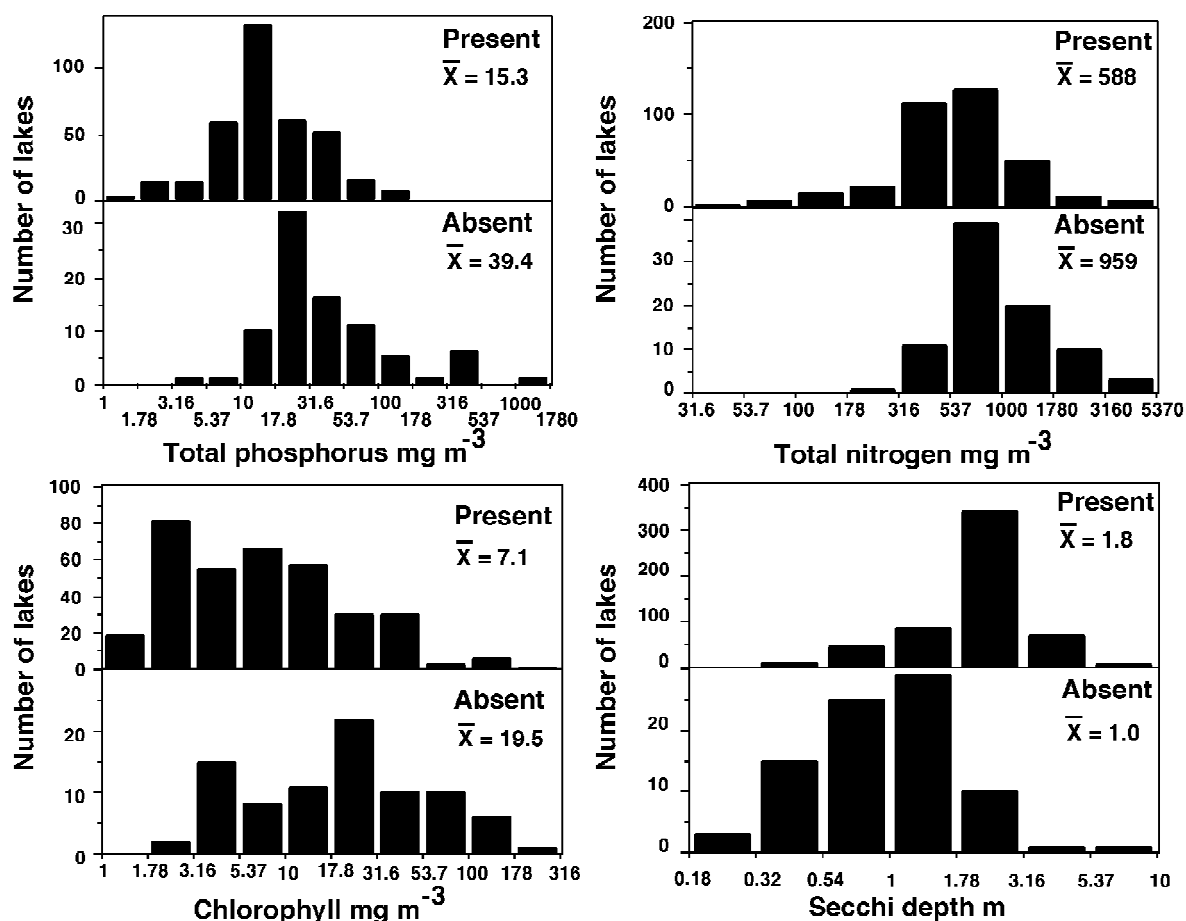 Number of lakes
100
50
0
Present
X̅ = 15.3
30
20
10
0
Absent
X̅ = 39.4
1 3.16 10 31.6 100 316 1000
1.78 5.37 17.8 53.7 178 537 1780
Total phosphorus mg m⁻³
Number of lakes
200
100
0
Present
X̅ = 588
30
20
10
0
Absent
X̅ = 959
31.6 53.7 100 178 316 537 1000 1780 3160 5370
Total nitrogen mg m⁻³
Number of lakes
100
80
60
40
20
0
Present
X̅ = 7.1
20
10
0
Absent
X̅ = 19.5
1 1.78 3.16 5.37 10 17.8 31.6 53.7 100 178 316
Chlorophyll mg m⁻³
Number of lakes
400
300
200
100
0
Present
X̅ = 1.8
20
10
0
Absent
X̅ = 1.0
0.18 0.32 0.54 1 1.78 3.16 5.37 10
Secchi depth m